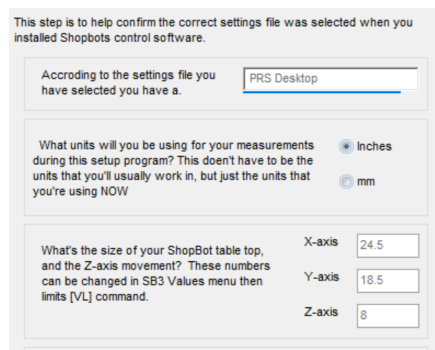 This step is to help confirm the correct settings file was selected when you
installed Shopbots control software.
Accroding to the settings file you
have selected you have a.
PRS Desktop
What units will you be using for your measurements
during this setup program? This doen't have to be the
units that you'll usually work in, but just the units that
you're using NOW
Inches
mm
What's the size of your ShopBot table top,
and the Z-axis movement? These numbers
can be changed in SB3 Values menu then
limits [VL] command.
X-axis 24.5
Y-axis 18.5
Z-axis 8